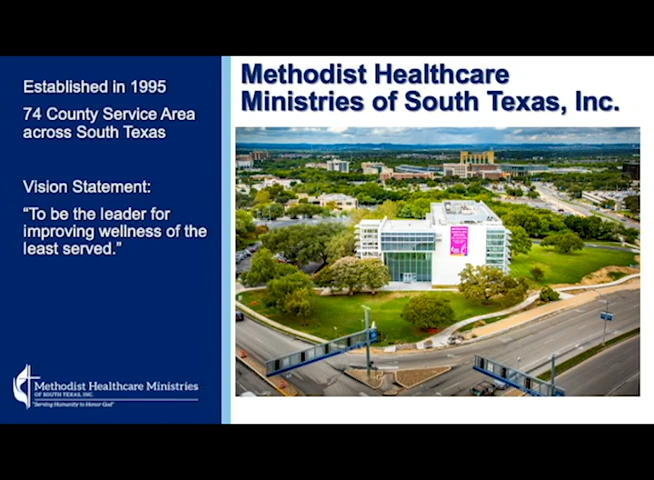 Established in 1995
74 County Service Area
across South Texas
Vision Statement:
“To be the leader for
improving wellness of the
least served.”
Methodist Healthcare Ministries
OF SOUTH TEXAS, INC.
"Serving Humanity to Honor God"
Methodist Healthcare
Ministries of South Texas, Inc.